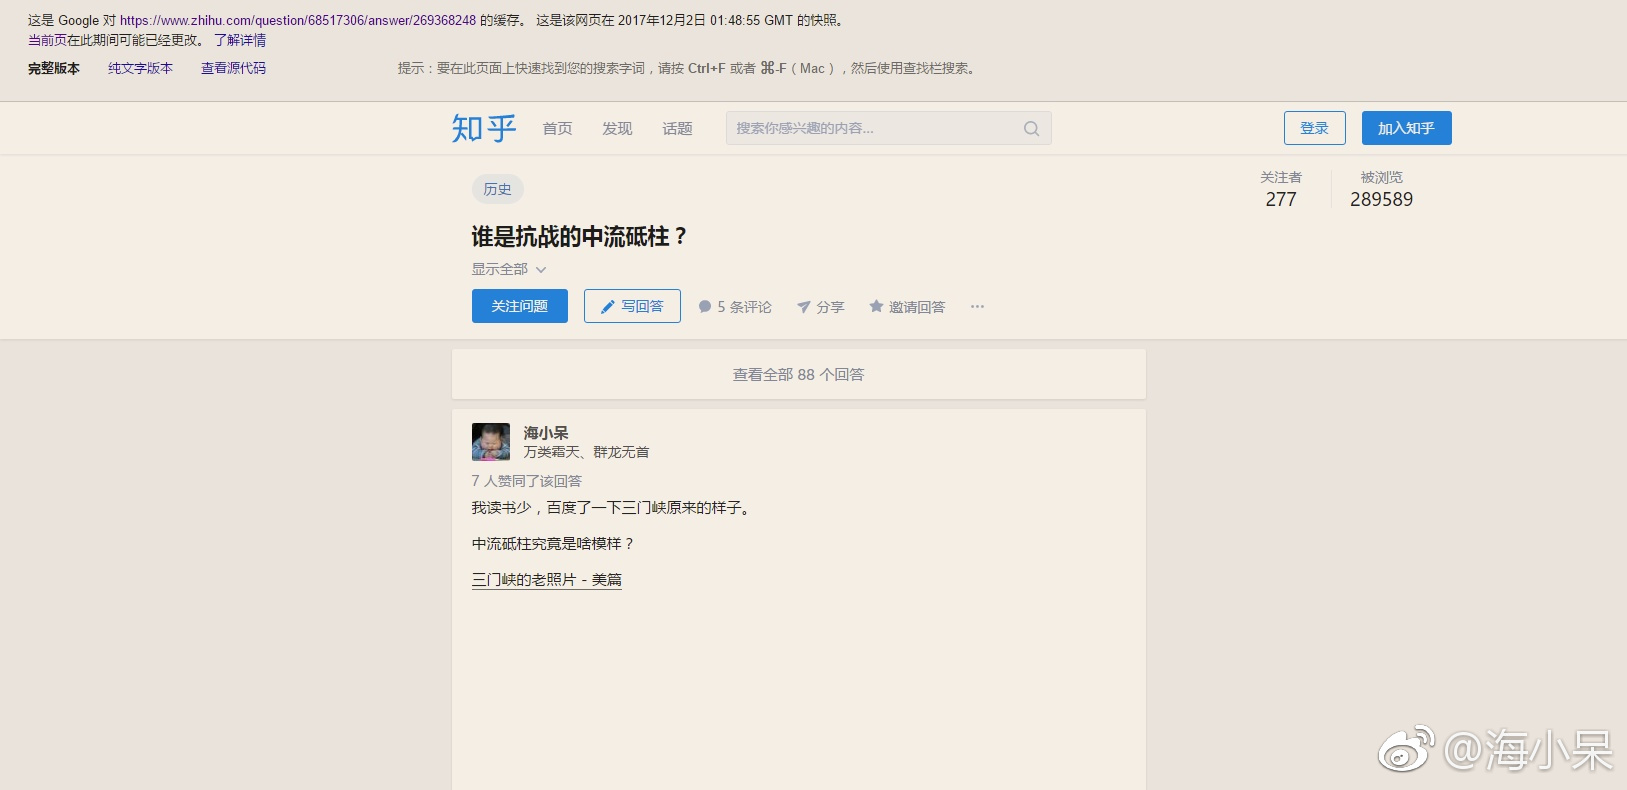 这是 Google 对 https://www.zhihu.com/question/68517306/answer/269368248 的缓存。 这是该网页在 2017年12月2日 01:48:55 GMT 的快照。
当前页在此期间可能已经更改。 了解详情
完整版本 纯文字版本 查看源代码 提示：要在此页面上快速找到您的搜索字词，请按 Ctrl+F 或者 ⌘-F（Mac），然后使用查找栏搜索。
知乎 首页 发现 话题 搜索你感兴趣的内容... 登录 加入知乎
历史 关注者 被浏览
277 289589
谁是抗战的中流砥柱？
显示全部
关注问题 写回答 5 条评论 分享 邀请回答 ···
查看全部 88 个回答
海小呆
万类霜天、群龙无首
7 人赞同了该回答
我读书少，百度了一下三门峡原来的样子。
中流砥柱究竟是啥模样？
三门峡的老照片 - 美篇
@海小呆